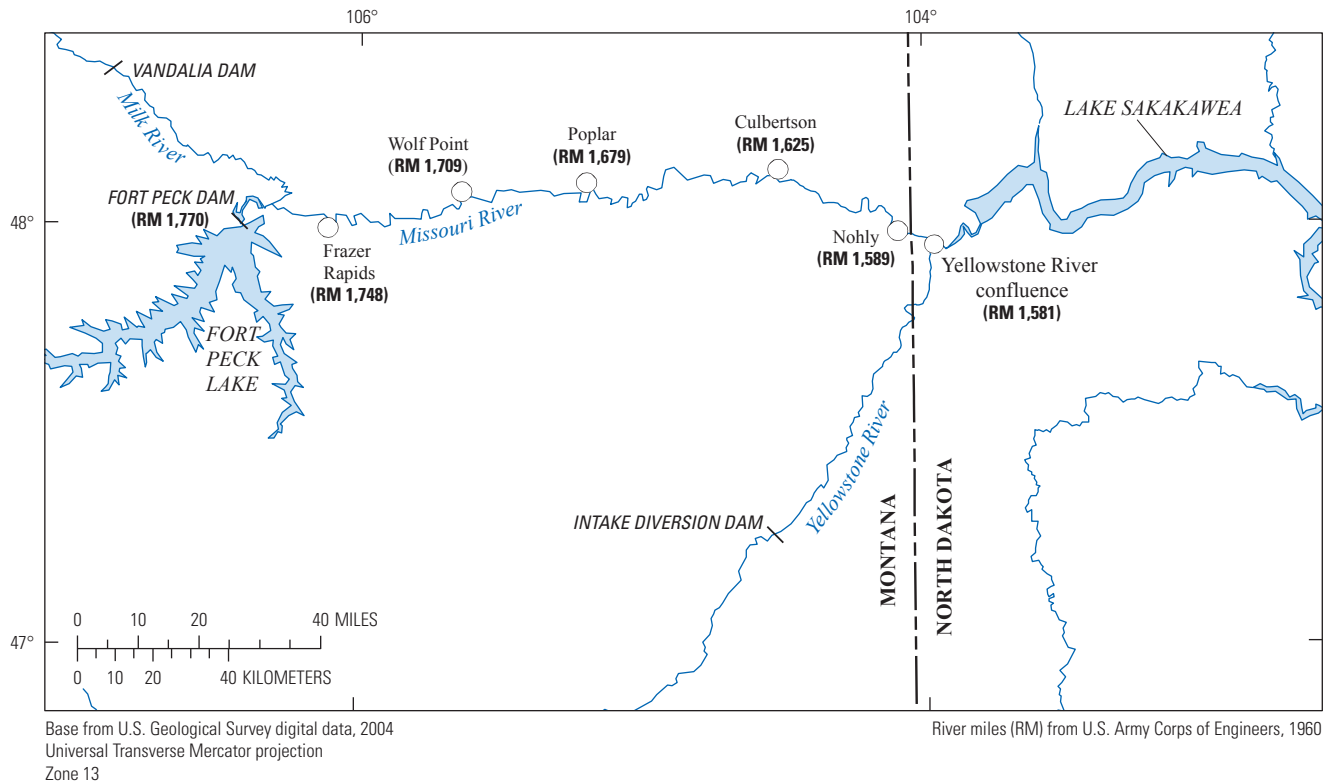 106°
104°
VANDALIA DAM
Milk River
LAKE SAKAKAWEA
Culbertson
(RM 1,625)
Poplar
(RM 1,679)
Wolf Point
(RM 1,709)
FORT PECK DAM
(RM 1,770)
48°
Missouri River
Frazer
Rapids
(RM 1,748)
Nohly
(RM 1,589)
Yellowstone River
confluence
(RM 1,581)
FORT
PECK
LAKE
Yellowstone River
INTAKE DIVERSION DAM
MONTANA
NORTH DAKOTA
0 10 20 40 MILES
0 10 20 40 KILOMETERS
47°
Base from U.S. Geological Survey digital data, 2004
Universal Transverse Mercator projection
Zone 13
River miles (RM) from U.S. Army Corps of Engineers, 1960